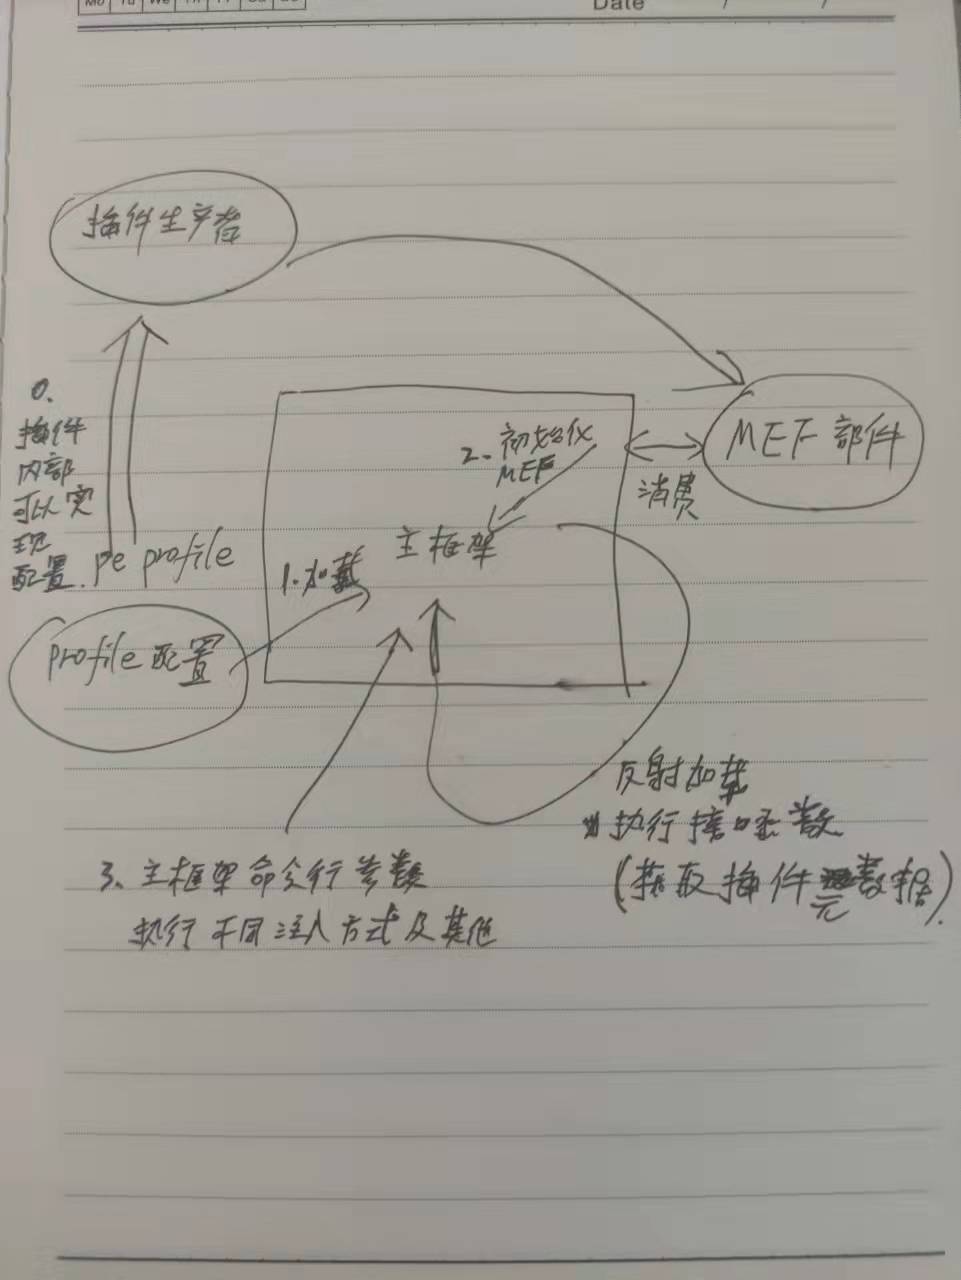 Mo Tu We Th Fr Sa Su
Date / /
插件生产者
0.
插件
内部
可以实
现
配置.
pe profile
profile配置
1.加载
2.初始化
MEF
主框架
MEF部件
消费
反射加载
执行接口函数
(获取插件元数据)
3、主框架命令行参数
执行不同注入方式及其他